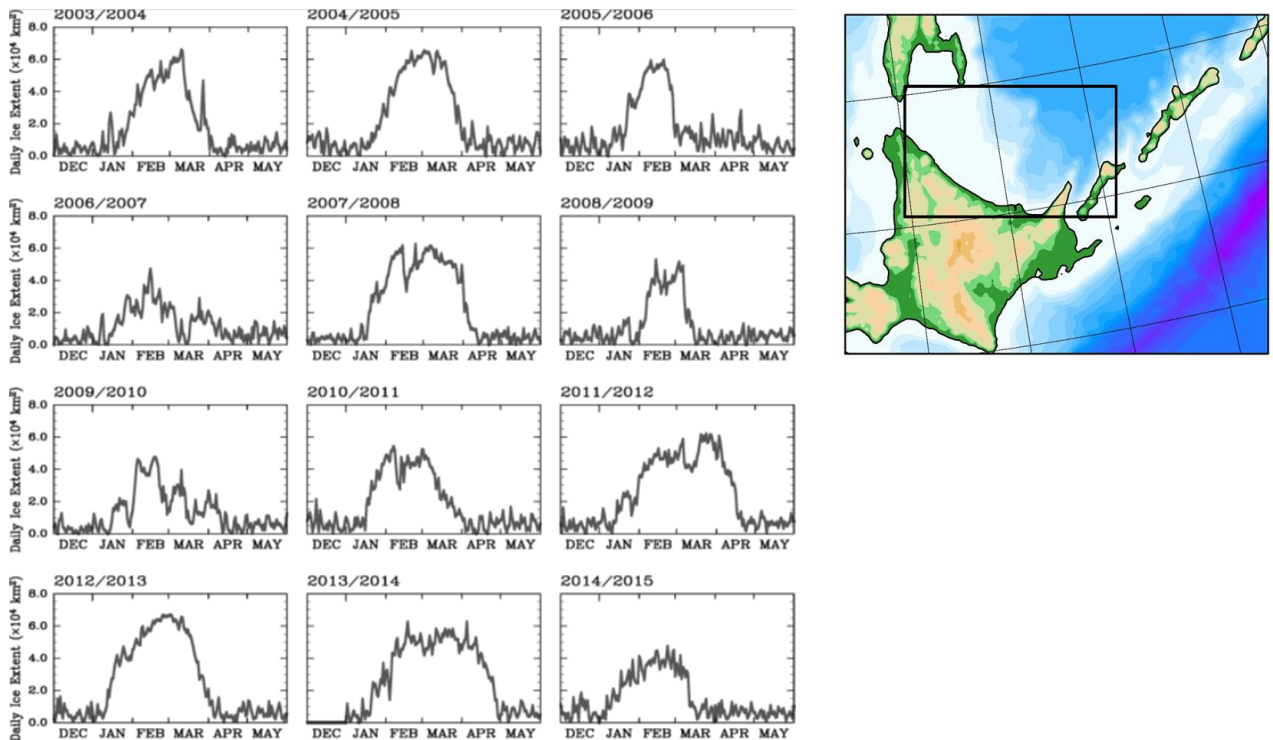 2003/2004 2004/2005 2005/2006
Daily Ice Extent (×10⁴ km²)
8.0
6.0
4.0
2.0
0.0
DEC JAN FEB MAR APR MAY DEC JAN FEB MAR APR MAY DEC JAN FEB MAR APR MAY
2006/2007 2007/2008 2008/2009
Daily Ice Extent (×10⁴ km²)
8.0
6.0
4.0
2.0
0.0
DEC JAN FEB MAR APR MAY DEC JAN FEB MAR APR MAY DEC JAN FEB MAR APR MAY
2009/2010 2010/2011 2011/2012
Daily Ice Extent (×10⁴ km²)
8.0
6.0
4.0
2.0
0.0
DEC JAN FEB MAR APR MAY DEC JAN FEB MAR APR MAY DEC JAN FEB MAR APR MAY
2012/2013 2013/2014 2014/2015
Daily Ice Extent (×10⁴ km²)
8.0
6.0
4.0
2.0
0.0
DEC JAN FEB MAR APR MAY DEC JAN FEB MAR APR MAY DEC JAN FEB MAR APR MAY